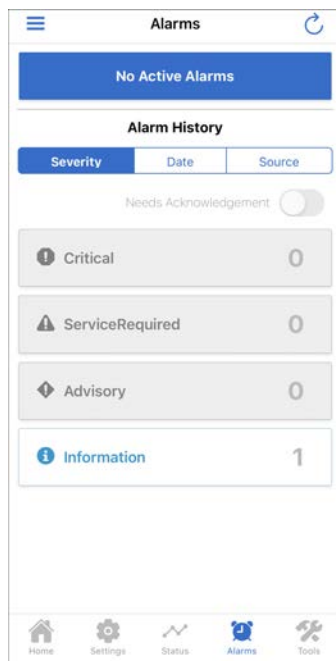 Alarms
No Active Alarms
Alarm History
Severity Date Source
Needs Acknowledgement
Critical 0
ServiceRequired 0
Advisory 0
Information 1
Home Settings Status Alarms Tools